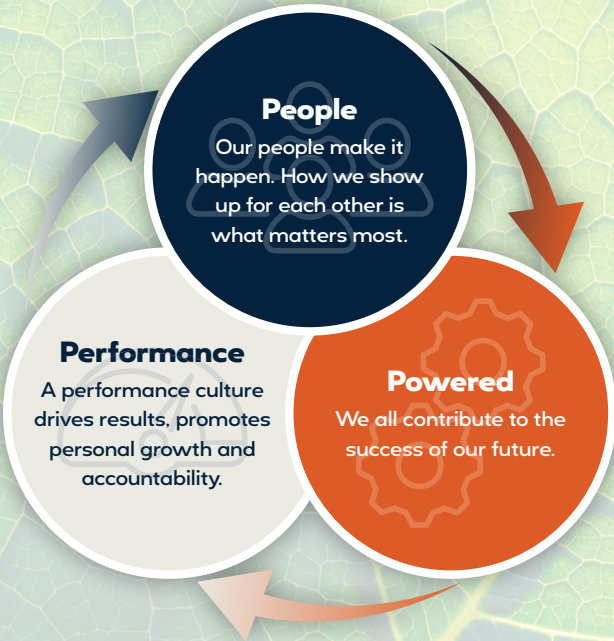 People
Our people make it
happen. How we show
up for each other is
what matters most.
Performance
A performance culture
drives results, promotes
personal growth and
accountability.
Powered
We all contribute to the
success of our future.